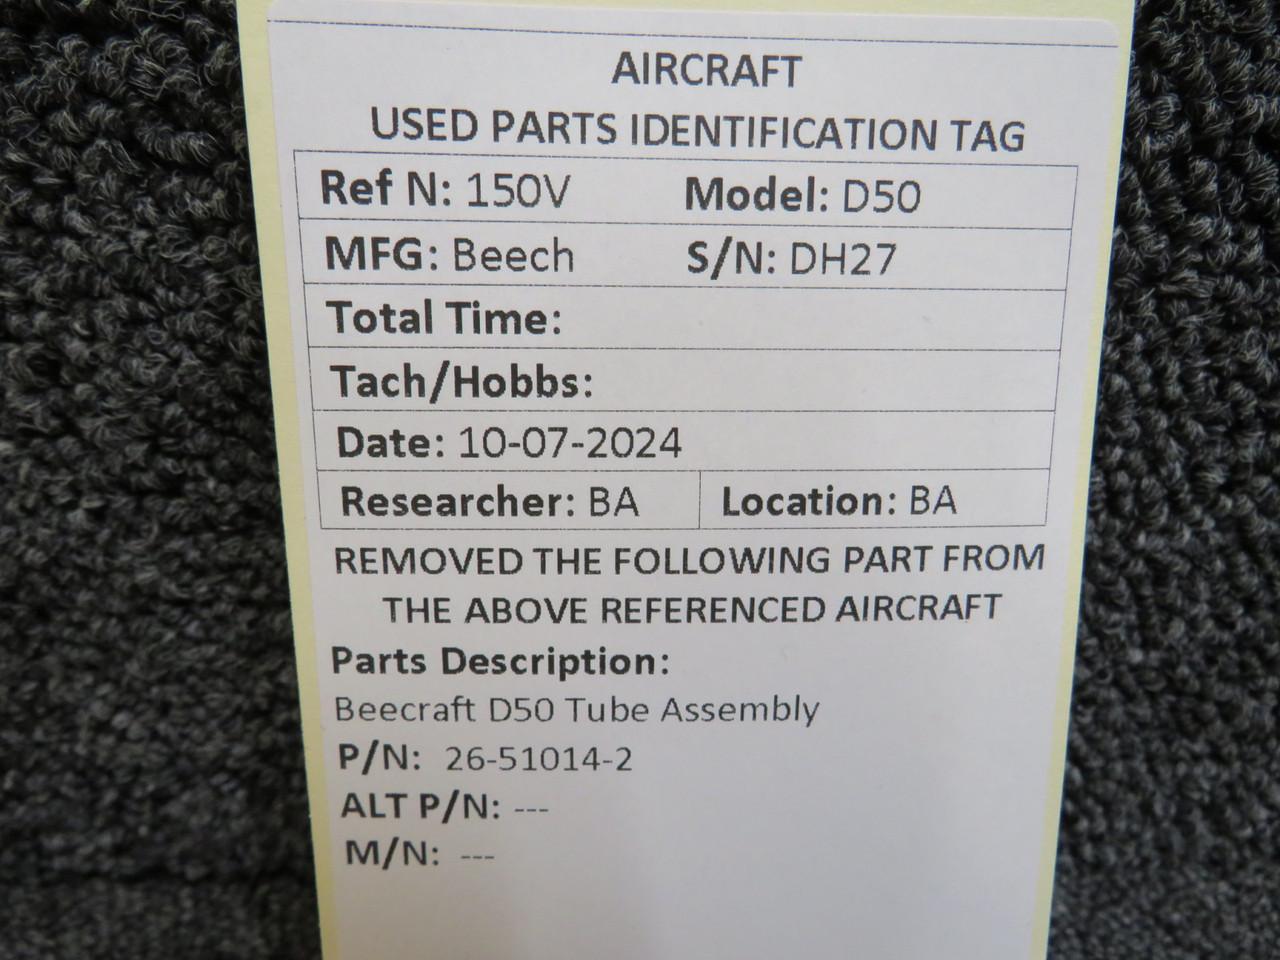 AIRCRAFT
USED PARTS IDENTIFICATION TAG
Ref N: 150V Model: D50
MFG: Beech S/N: DH27
Total Time:
Tach/Hobbs:
Date: 10-07-2024
Researcher: BA Location: BA
REMOVED THE FOLLOWING PART FROM
THE ABOVE REFERENCED AIRCRAFT
Parts Description:
Beecraft D50 Tube Assembly
P/N: 26-51014-2
ALT P/N: ---
M/N: ---